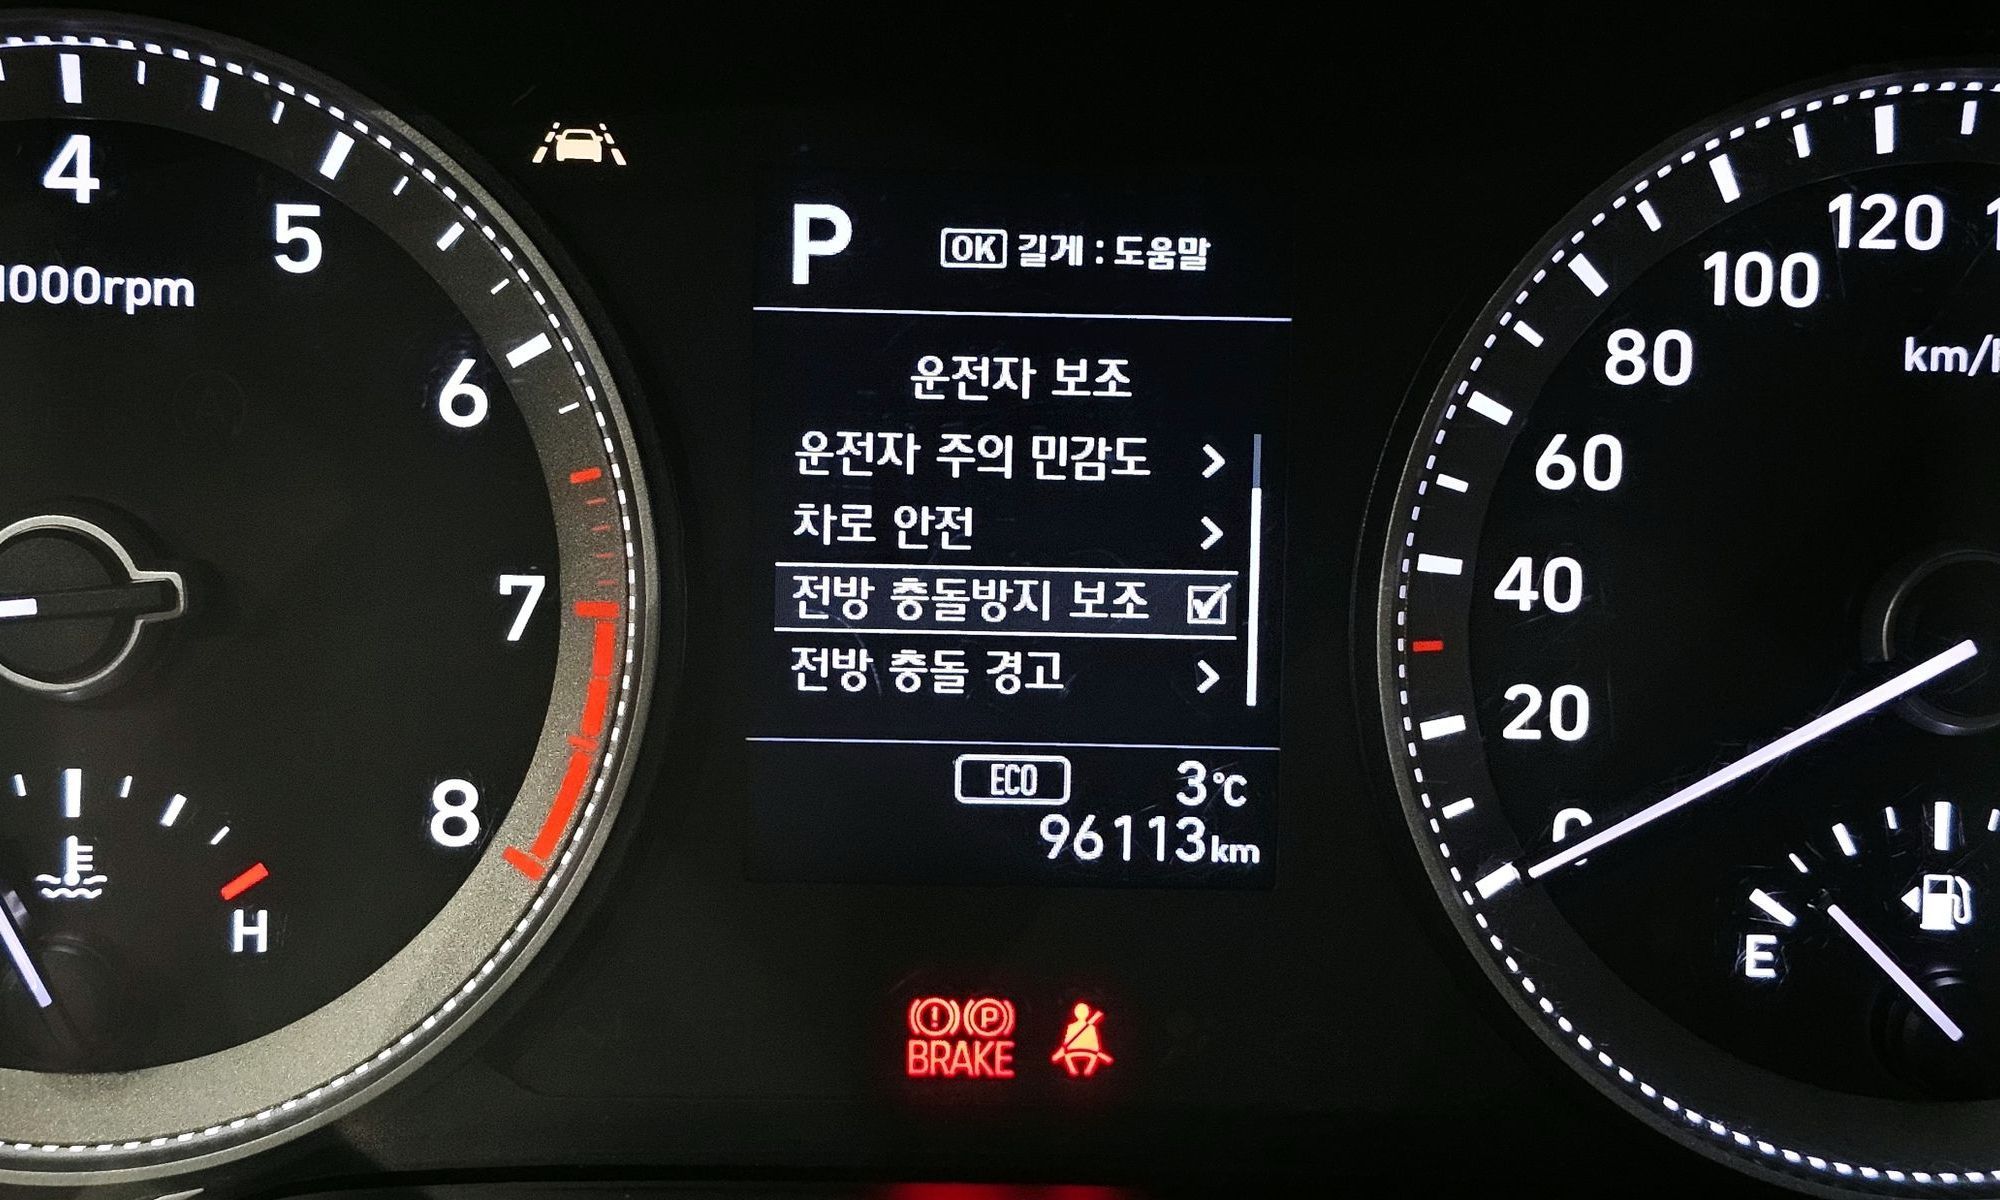 4
5
1000rpm
6
7
8
H
P
OK 길게 : 도움말
운전자 보조
운전자 주의 민감도
차로 안전
전방 충돌방지 보조
전방 충돌 경고
ECO
3℃
96113km
P
BRAKE
120
100
80
km/h
60
40
20
0
E